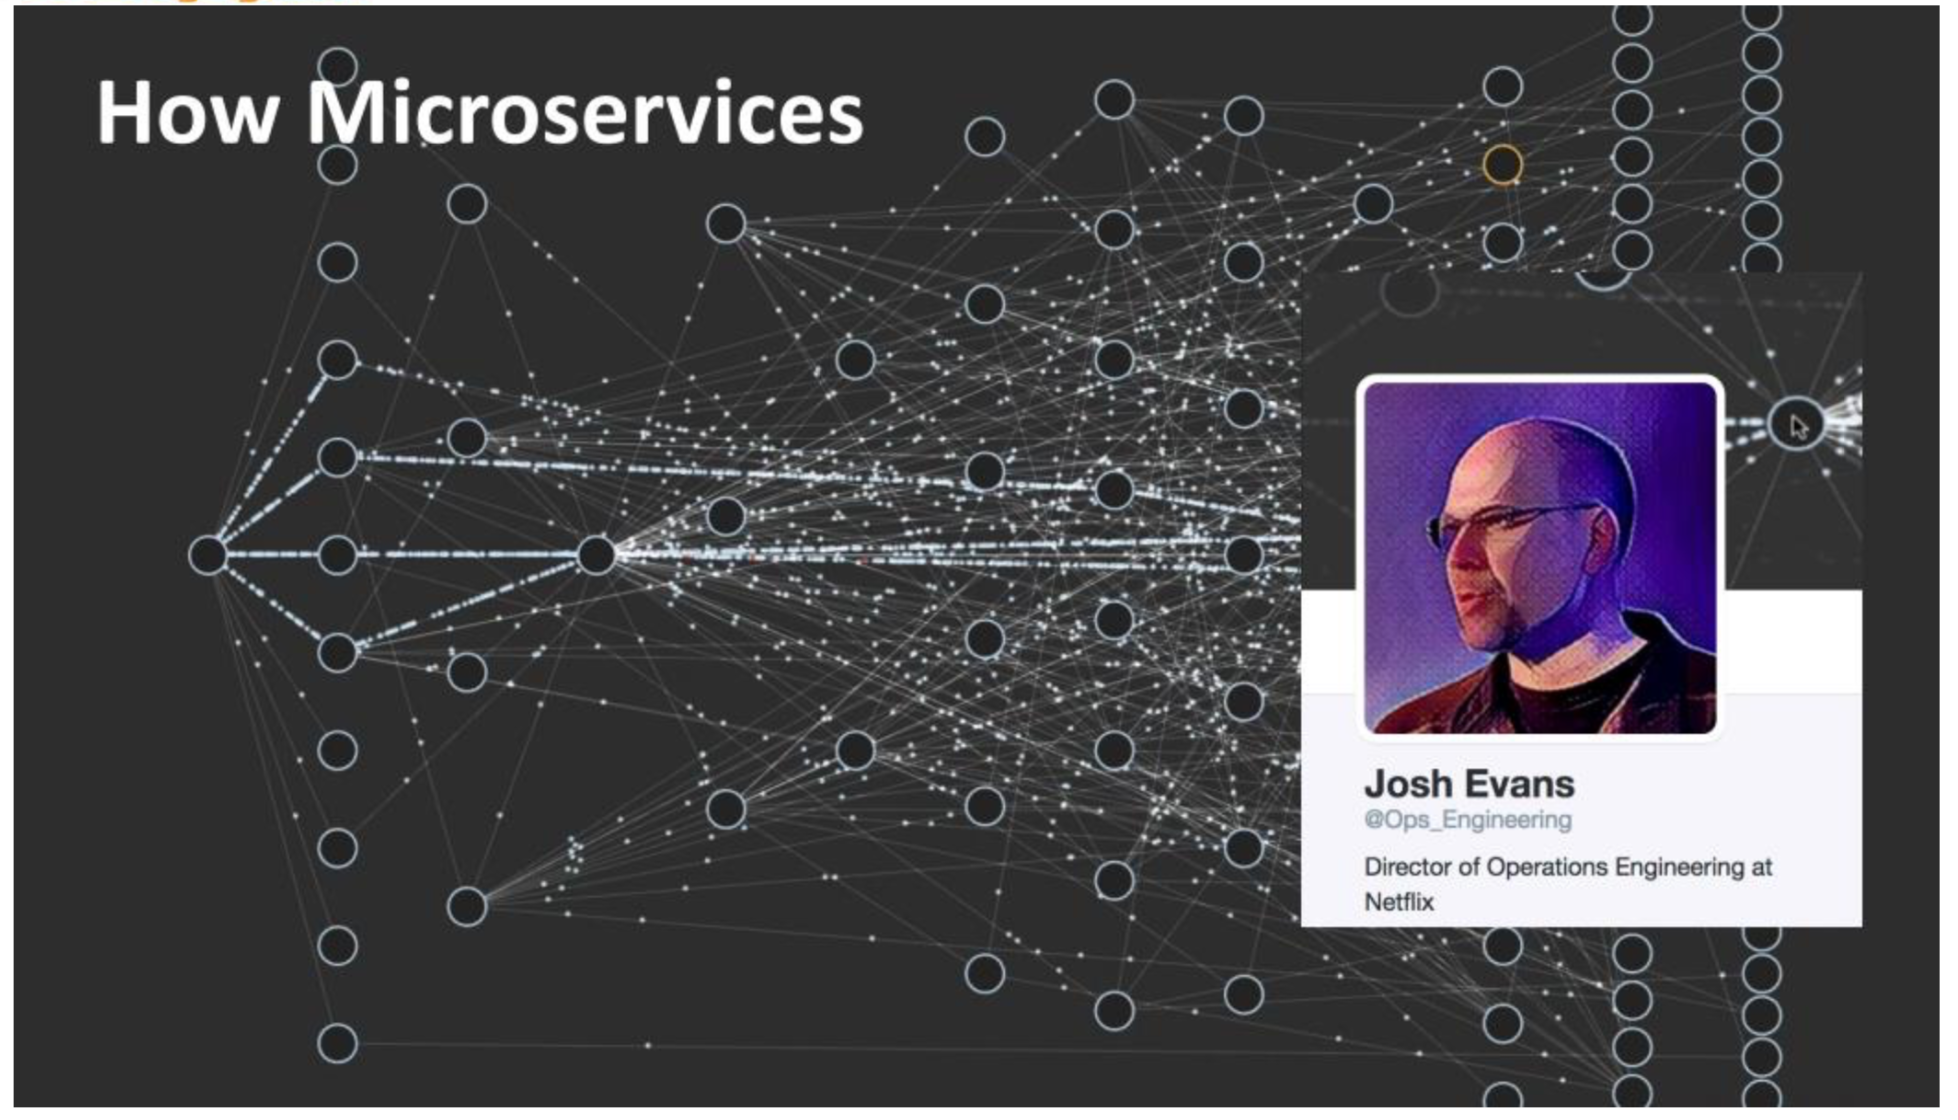 How Microservices
Josh Evans
@Ops_Engineering
Director of Operations Engineering at
Netflix